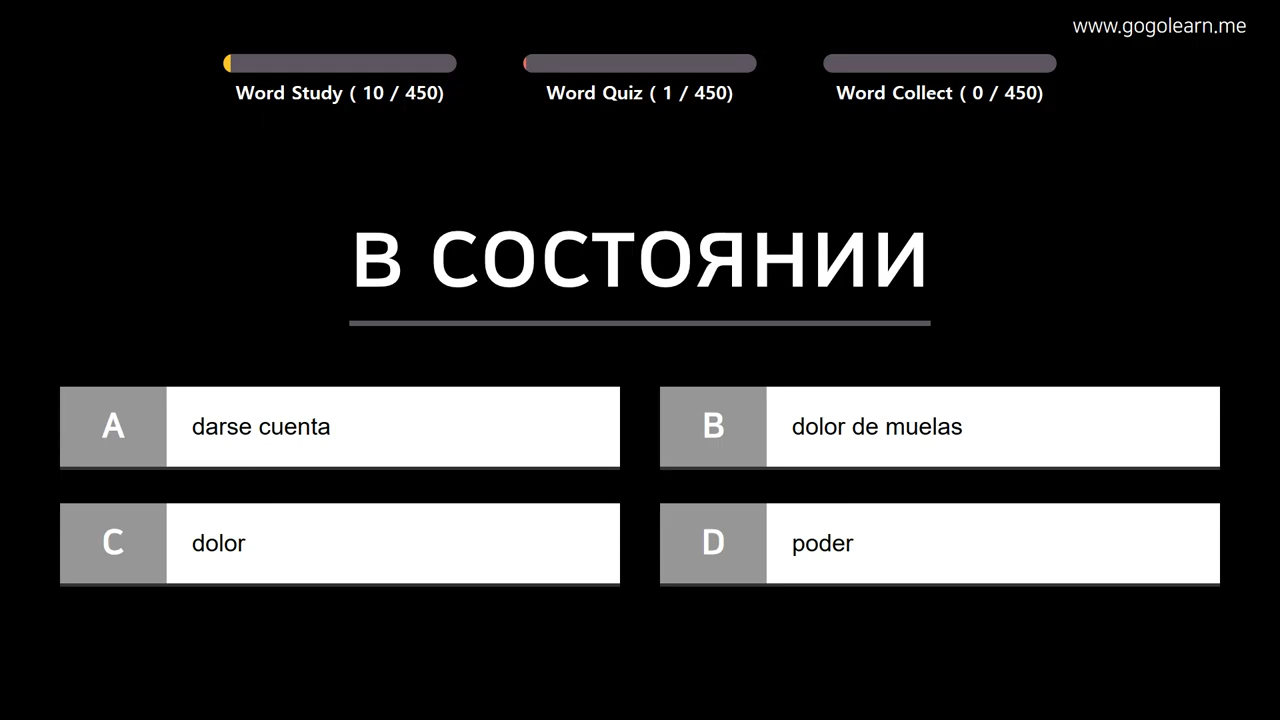 www.gogolearn.me
Word Study ( 10 / 450)
Word Quiz ( 1 / 450)
Word Collect ( 0 / 450)
в состоянии
A
darse cuenta
B
dolor de muelas
C
dolor
D
poder